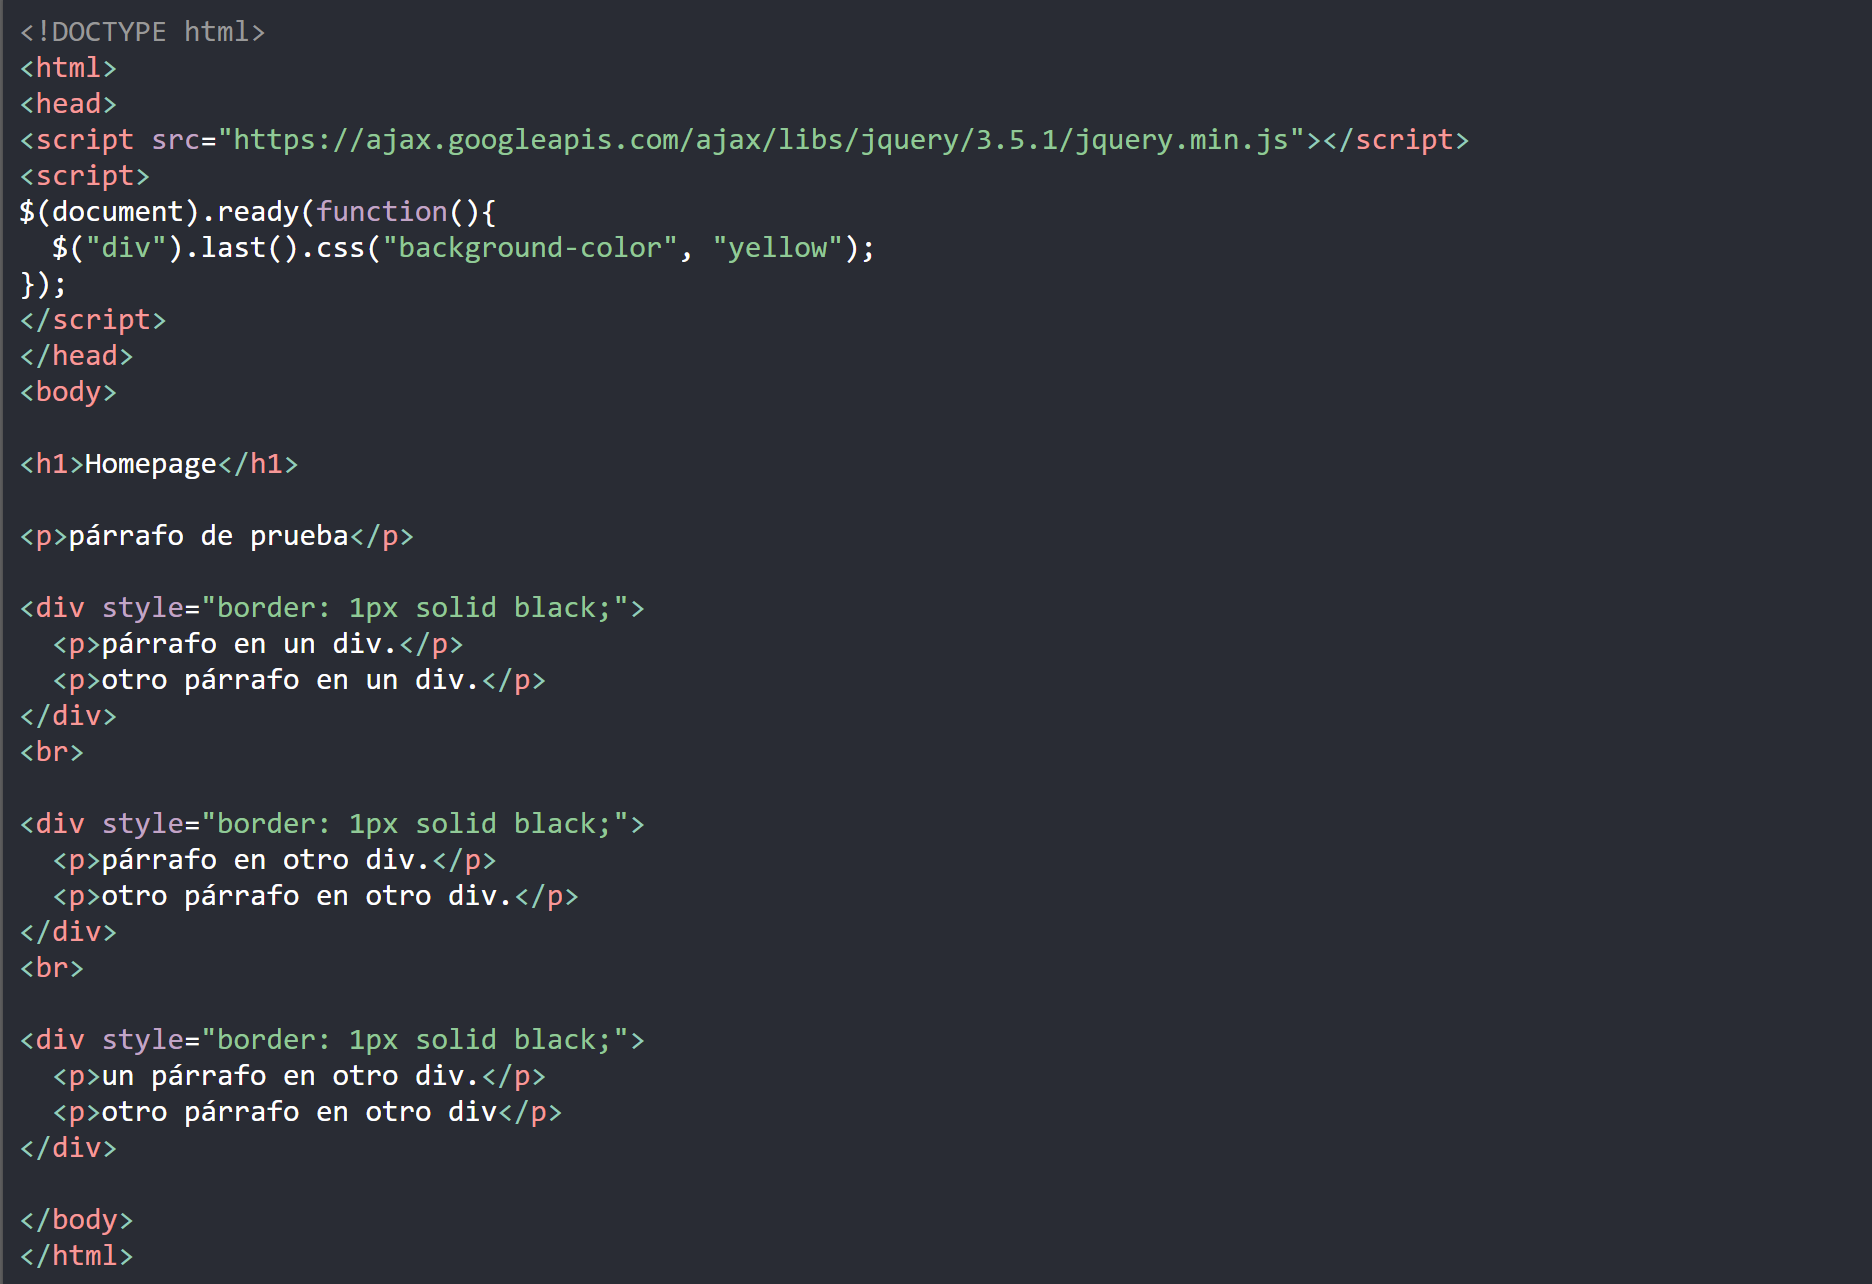 <!DOCTYPE html>
<html>
<head>
<script src="https://ajax.googleapis.com/ajax/libs/jquery/3.5.1/jquery.min.js"></script>
<script>
$(document).ready(function(){
  $("div").last().css("background-color", "yellow");
});
</script>
</head>
<body>

<h1>Homepage</h1>

<p>párrafo de prueba</p>

<div style="border: 1px solid black;">
  <p>párrafo en un div.</p>
  <p>otro párrafo en un div.</p>
</div>
<br>

<div style="border: 1px solid black;">
  <p>párrafo en otro div.</p>
  <p>otro párrafo en otro div.</p>
</div>
<br>

<div style="border: 1px solid black;">
  <p>un párrafo en otro div.</p>
  <p>otro párrafo en otro div</p>
</div>

</body>
</html>